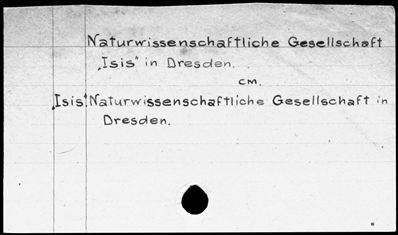 Naturwissenschaftliche Gesellschaft
„Isis" in Dresden.
cm.
„Isis". Naturwissenschaftliche Gesellschaft in
Dresden.